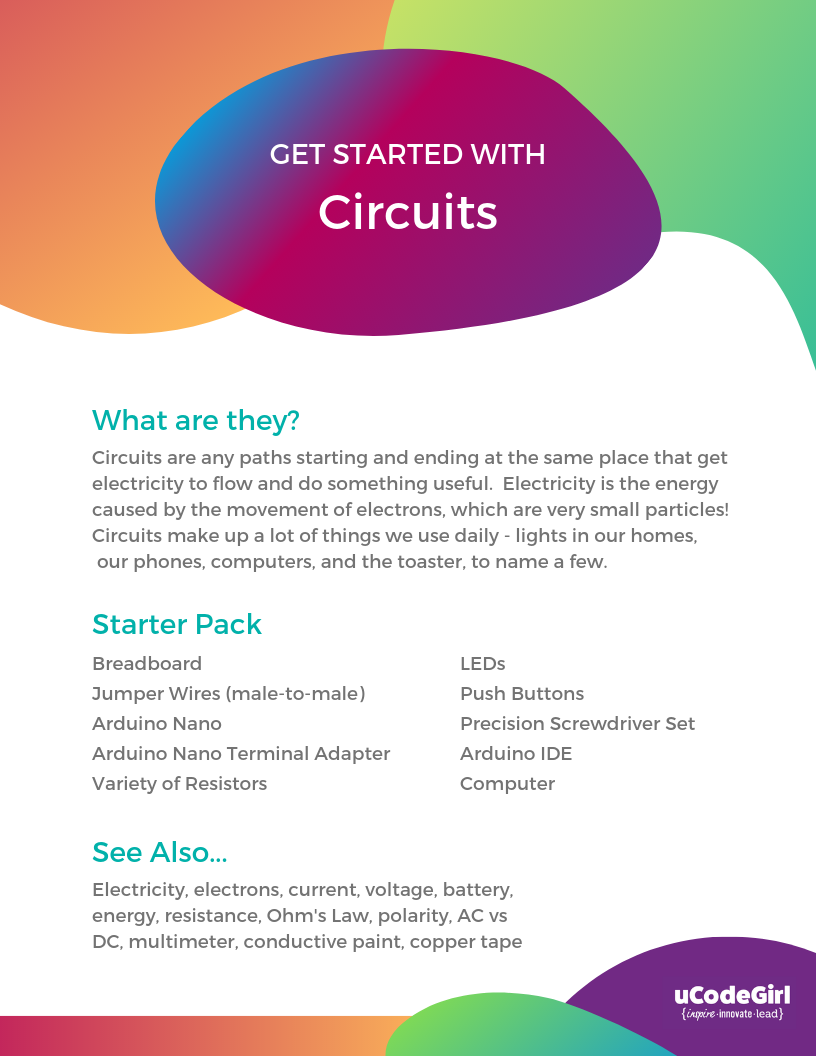 GET STARTED WITH
Circuits
What are they?
Circuits are any paths starting and ending at the same place that get
electricity to flow and do something useful.  Electricity is the energy
caused by the movement of electrons, which are very small particles!
Circuits make up a lot of things we use daily - lights in our homes,
our phones, computers, and the toaster, to name a few.
Starter Pack
Breadboard
Jumper Wires (male-to-male)
Arduino Nano
Arduino Nano Terminal Adapter
Variety of Resistors
LEDs
Push Buttons
Precision Screwdriver Set
Arduino IDE
Computer
See Also...
Electricity, electrons, current, voltage, battery,
energy, resistance, Ohm's Law, polarity, AC vs
DC, multimeter, conductive paint, copper tape
uCodeGirl
{inspire·innovate·lead}